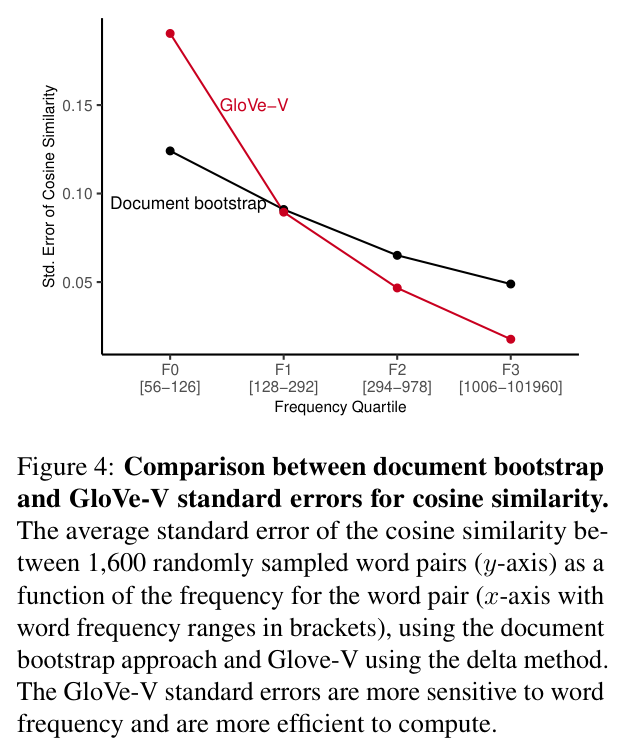 Std. Error of Cosine Similarity
0.15
0.10
0.05
GloVe−V
Document bootstrap
F0 F1 F2 F3
[56−126] [128−292] [294−978] [1006−101960]
Frequency Quartile
Figure 4: Comparison between document bootstrap
and GloVe-V standard errors for cosine similarity.
The average standard error of the cosine similarity be-
tween 1,600 randomly sampled word pairs (y-axis) as a
function of the frequency for the word pair (x-axis with
word frequency ranges in brackets), using the document
bootstrap approach and Glove-V using the delta method.
The GloVe-V standard errors are more sensitive to word
frequency and are more efficient to compute.